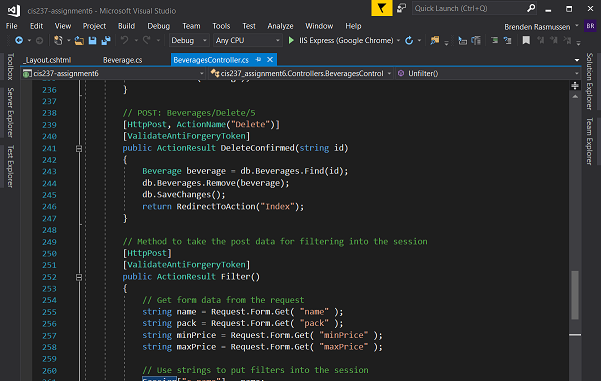 cis237-assignment6 - Microsoft Visual Studio
Quick Launch (Ctrl+Q)
File Edit View Project Build Debug Team Tools Test Analyze Window Help
Brenden Rasmussen BR
Debug Any CPU IIS Express (Google Chrome)
_Layout.cshtml Beverage.cs BeveragesController.cs
cis237-assignment6 cis237_assignment6.Controllers.BeveragesControl Unfilter()
Toolbox
Server Explorer
Test Explorer
Solution Explorer
Team Explorer
236 }
237
238 // POST: Beverages/Delete/5
239 [HttpPost, ActionName("Delete")]
240 [ValidateAntiForgeryToken]
241 public ActionResult DeleteConfirmed(string id)
242 {
243 Beverage beverage = db.Beverages.Find(id);
244 db.Beverages.Remove(beverage);
245 db.SaveChanges();
246 return RedirectToAction("Index");
247 }
248
249 // Method to take the post data for filtering into the session
250 [HttpPost]
251 [ValidateAntiForgeryToken]
252 public ActionResult Filter()
253 {
254 // Get form data from the request
255 string name = Request.Form.Get( "name" );
256 string pack = Request.Form.Get( "pack" );
257 string minPrice = Request.Form.Get( "minPrice" );
258 string maxPrice = Request.Form.Get( "maxPrice" );
259
260 // Use strings to put filters into the session